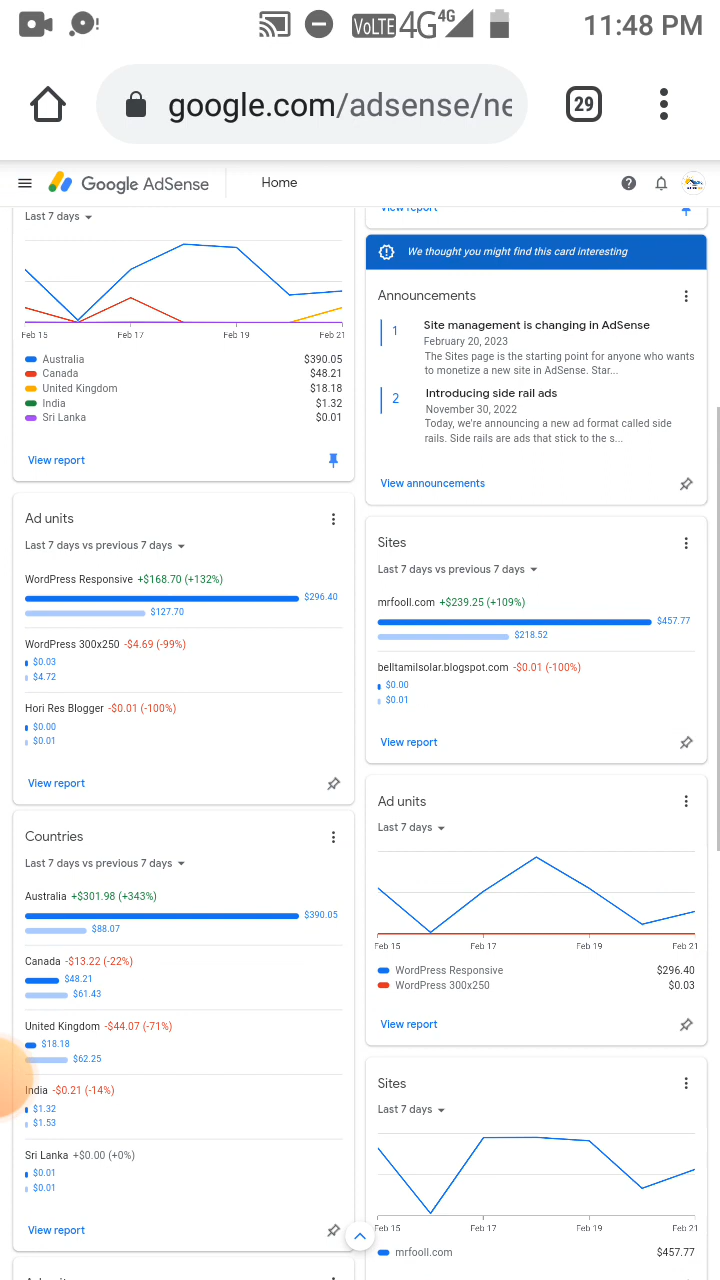 VoLTE 4G 4G 11:48 PM
google.com/adsense/ne
29
Google AdSense
Home
Last 7 days
Feb 15 Feb 17 Feb 19 Feb 21
Australia $390.05
Canada $48.21
United Kingdom $18.18
India $1.32
Sri Lanka $0.01
View report
Ad units
Last 7 days vs previous 7 days
WordPress Responsive +$168.70 (+132%)
$296.40
$127.70
WordPress 300x250 -$4.69 (-99%)
$0.03
$4.72
Hori Res Blogger -$0.01 (-100%)
$0.00
$0.01
View report
Countries
Last 7 days vs previous 7 days
Australia +$301.98 (+343%)
$390.05
$88.07
Canada -$13.22 (-22%)
$48.21
$61.43
United Kingdom -$44.07 (-71%)
$18.18
$62.25
India -$0.21 (-14%)
$1.32
$1.53
Sri Lanka +$0.00 (+0%)
$0.01
$0.01
View report
View report
We thought you might find this card interesting
Announcements
1 Site management is changing in AdSense
February 20, 2023
The Sites page is the starting point for anyone who wants
to monetize a new site in AdSense. Star...
2 Introducing side rail ads
November 30, 2022
Today, we're announcing a new ad format called side
rails. Side rails are ads that stick to the s...
View announcements
Sites
Last 7 days vs previous 7 days
mrfooll.com +$239.25 (+109%)
$457.77
$218.52
belltamilsolar.blogspot.com -$0.01 (-100%)
$0.00
$0.01
View report
Ad units
Last 7 days
Feb 15 Feb 17 Feb 19 Feb 21
WordPress Responsive $296.40
WordPress 300x250 $0.03
View report
Sites
Last 7 days
Feb 15 Feb 17 Feb 19 Feb 21
mrfooll.com $457.77